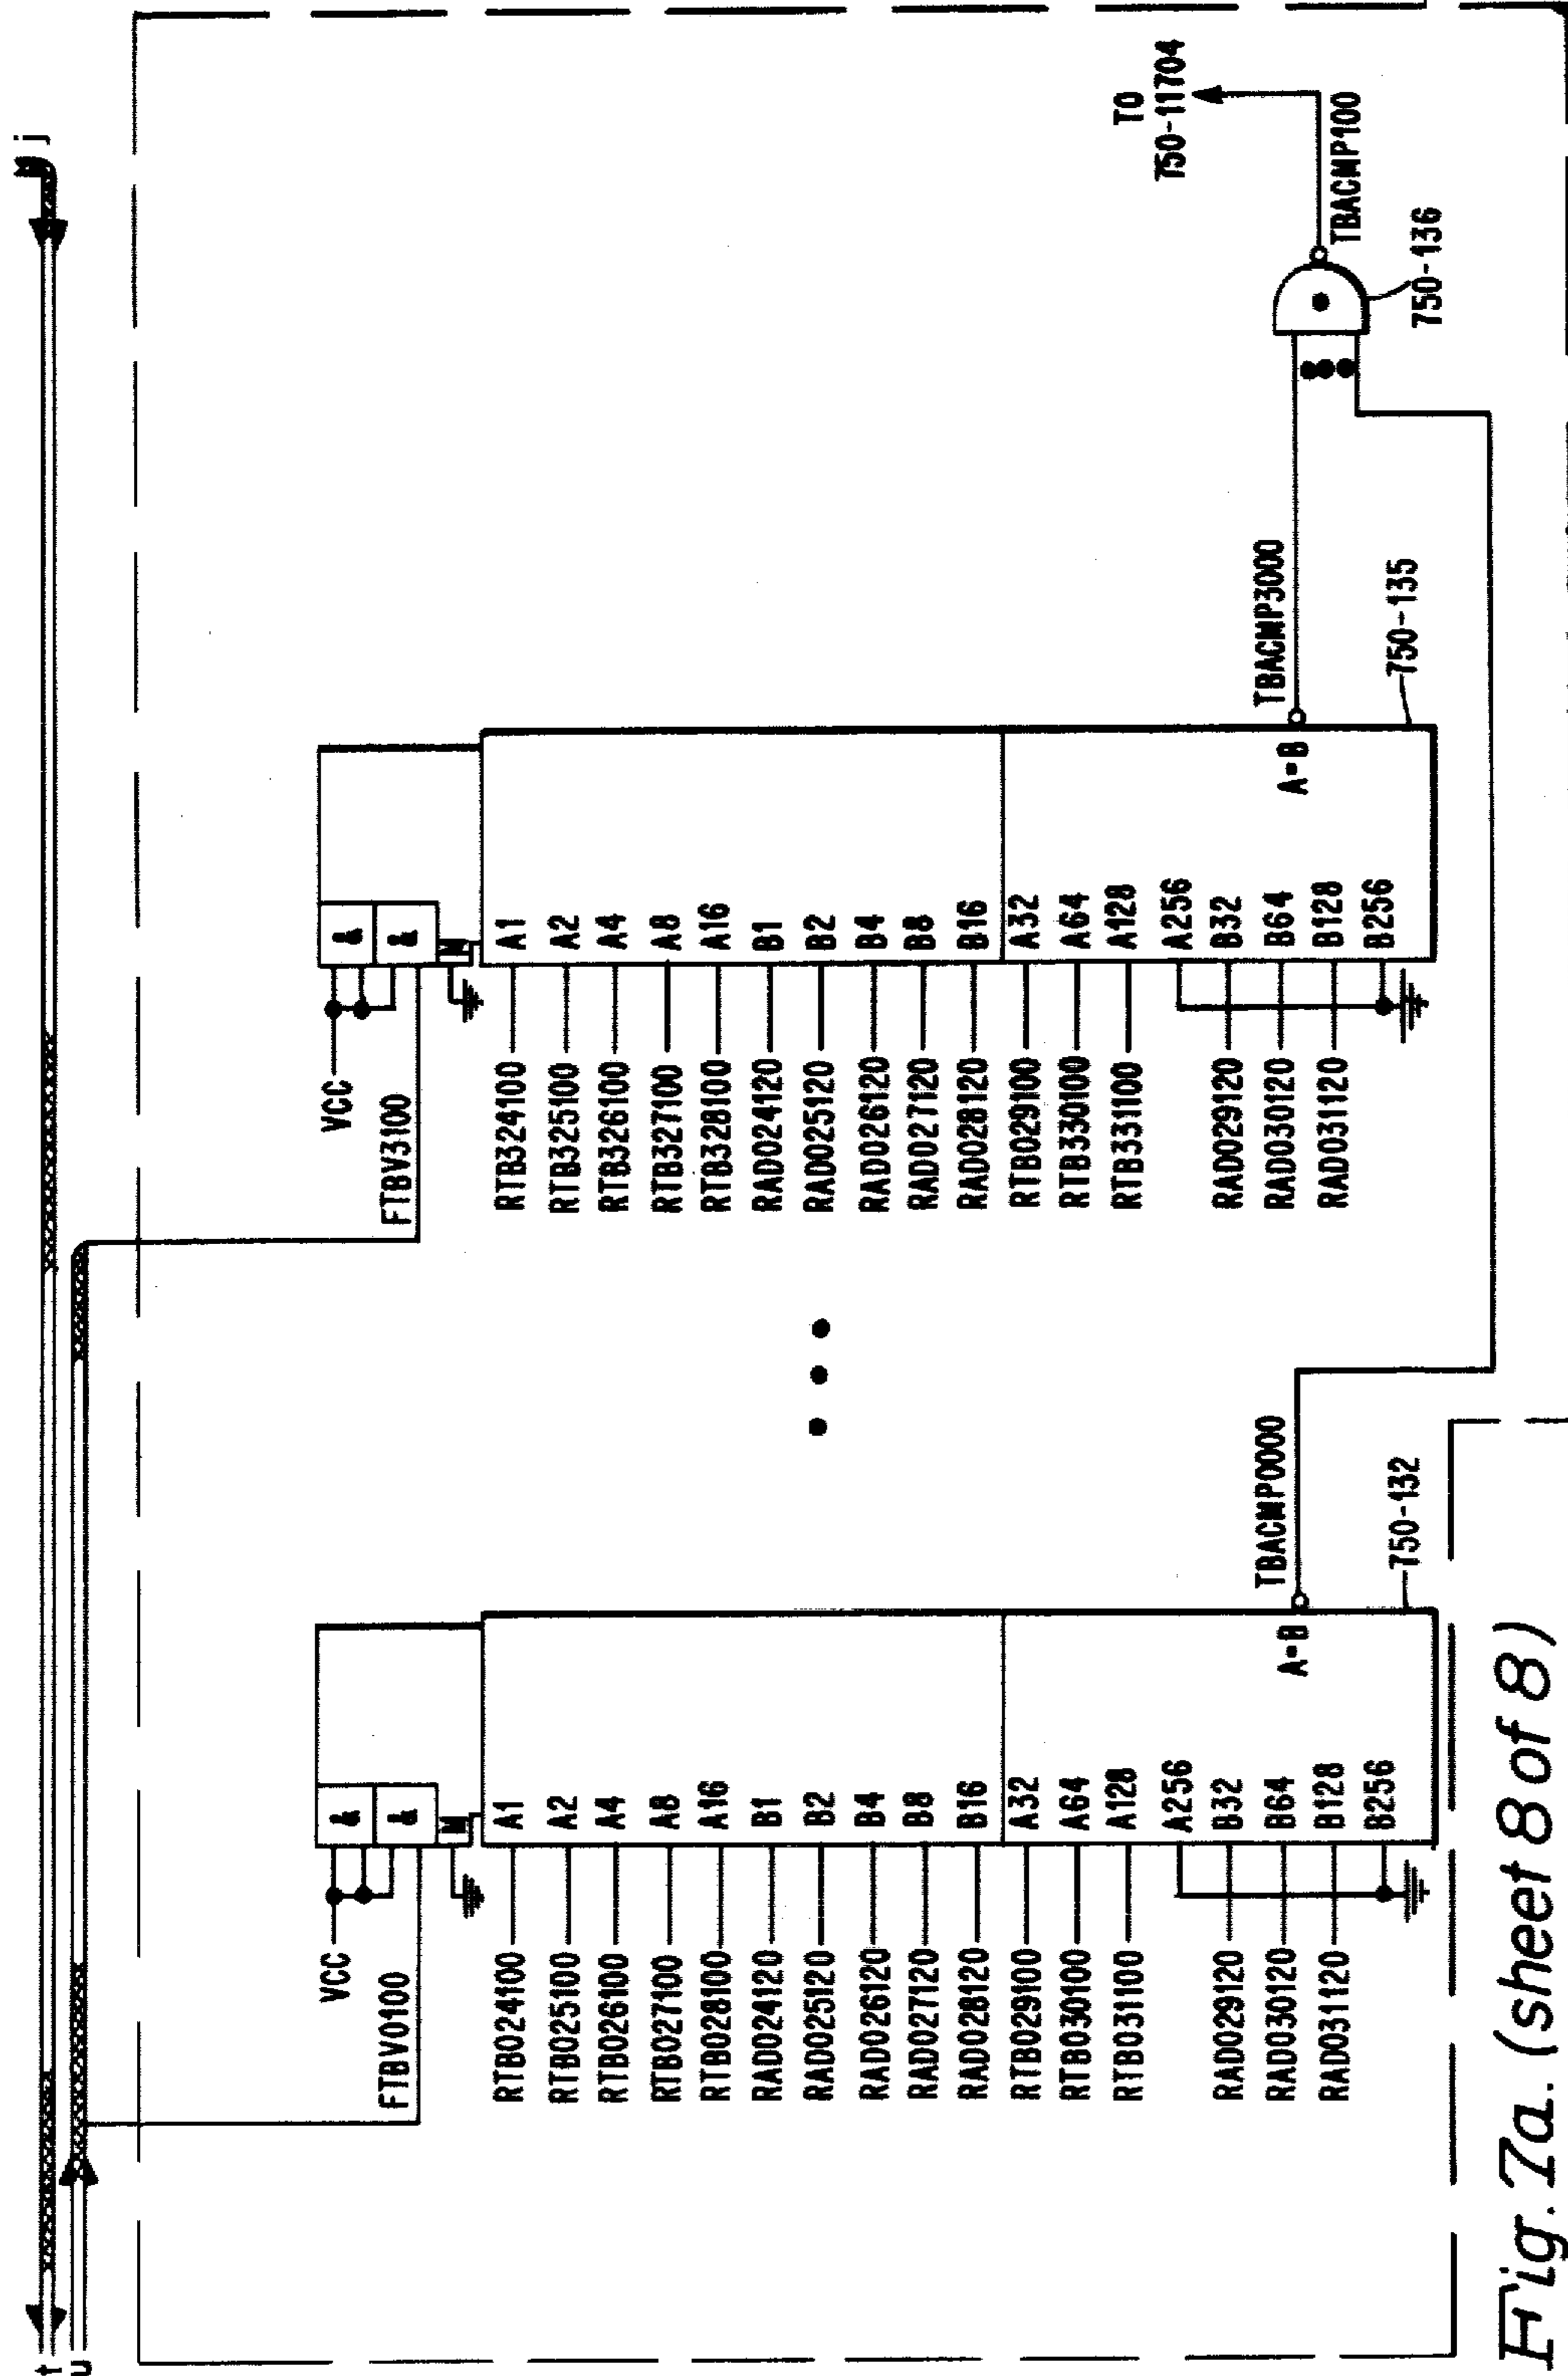 j
t
u
VCC
FTBV0100
&
&
M
RTB024100 A1
RTB025100 A2
RTB026100 A4
RTB027100 A8
RTB028100 A16
RAD024120 B1
RAD025120 B2
RAD026120 B4
RAD027120 B8
RAD028120 B16
RTB029100 A32
RTB030100 A64
RTB031100 A128
A256
RAD029120 B32
RAD030120 B64
RAD031120 B128
B256
A=B
TBACMP0000
750-132
VCC
FTBV3100
&
&
M
RTB324100 A1
RTB325100 A2
RTB326100 A4
RTB327100 A8
RTB328100 A16
RAD024120 B1
RAD025120 B2
RAD026120 B4
RAD027120 B8
RAD028120 B16
RTB029100 A32
RTB330100 A64
RTB331100 A128
A256
RAD029120 B32
RAD030120 B64
RAD031120 B128
B256
A=B
TBACMP3000
750-135
TO
750-11704
TBACMP100
750-136
Fig. 7a. (sheet 8 of 8)